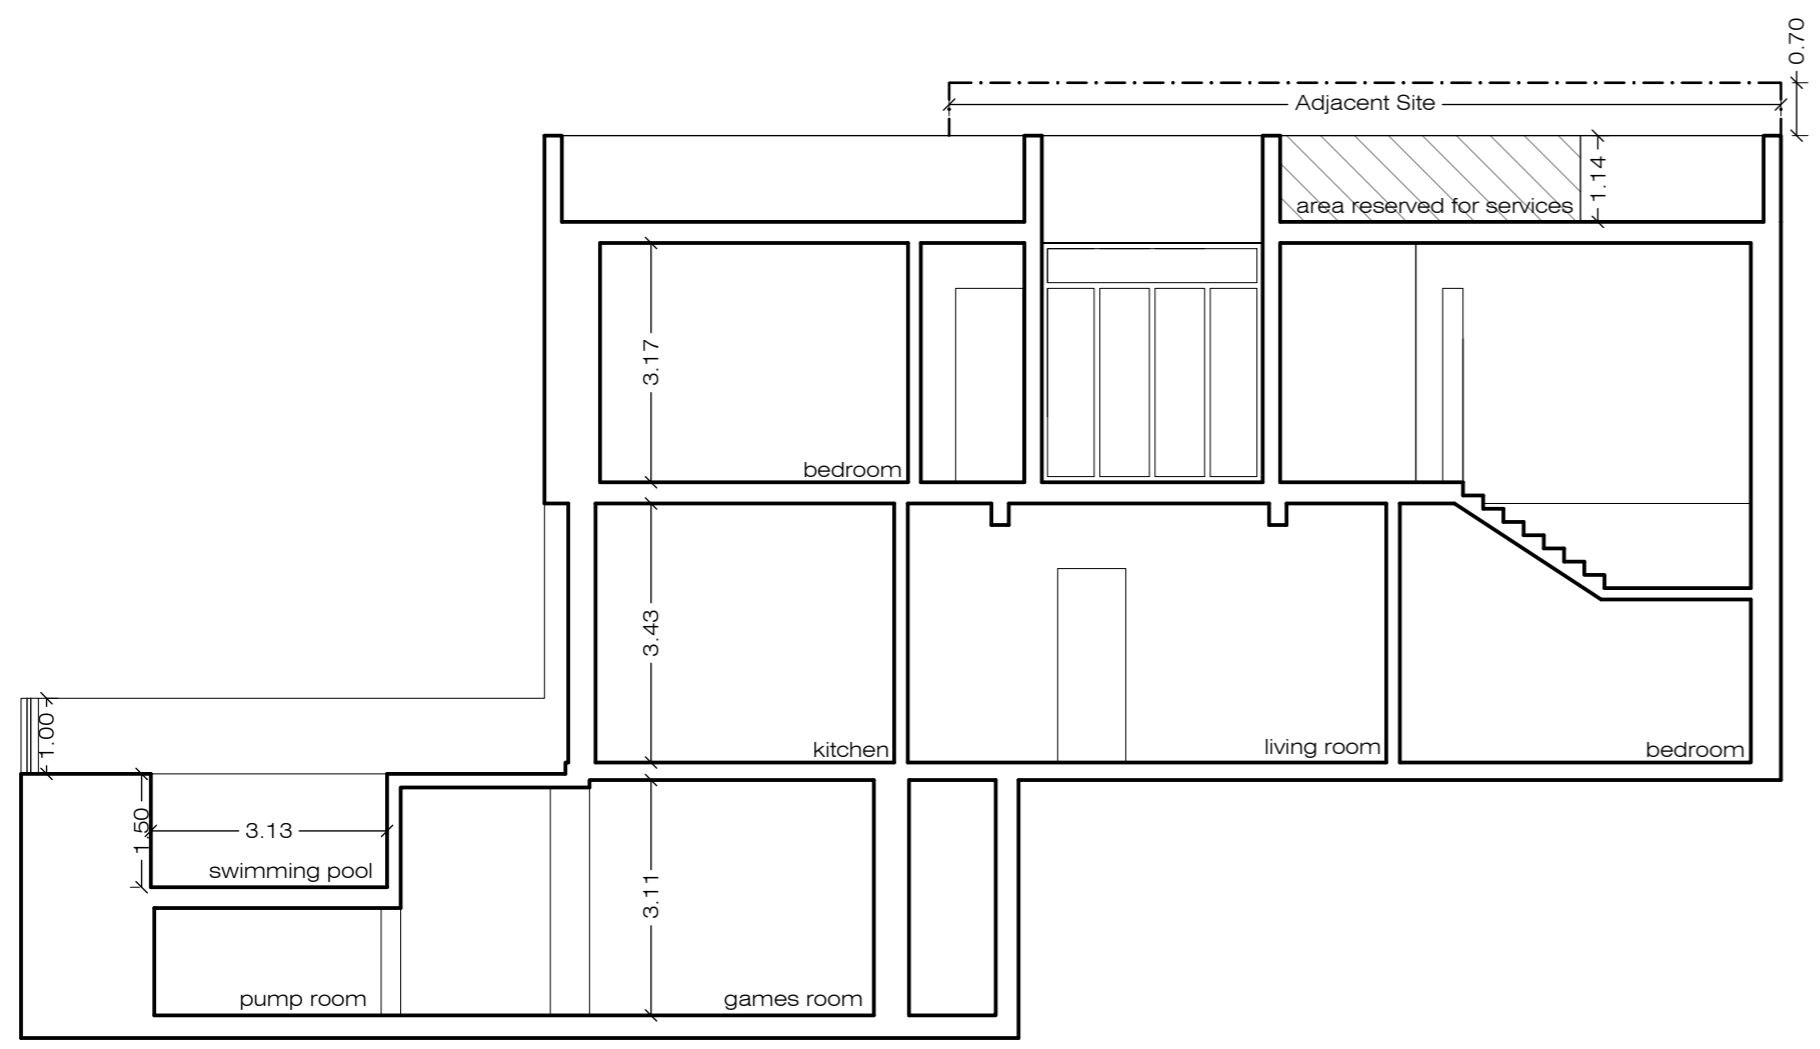 0.70
Adjacent Site
1.14
area reserved for services
3.17
bedroom
3.43
kitchen
living room
bedroom
1.00
1.50
3.13
swimming pool
3.11
pump room
games room